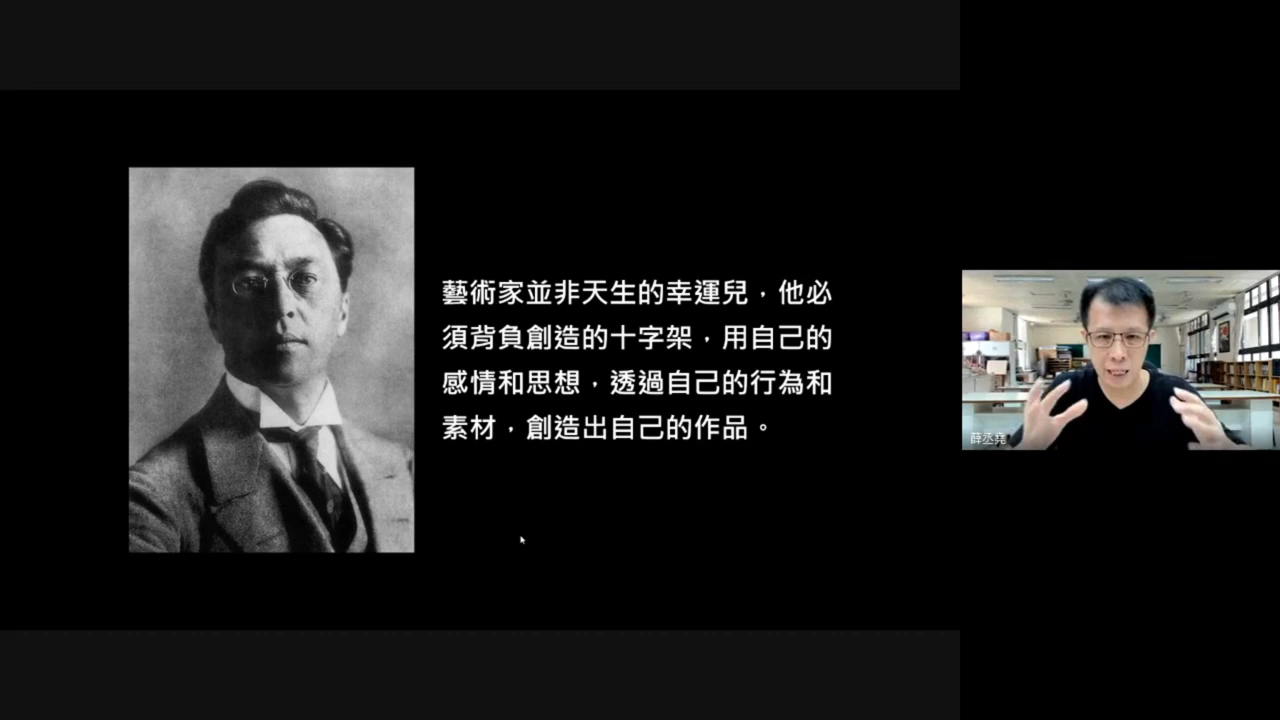 藝術家並非天生的幸運兒，他必
須背負創造的十字架，用自己的
感情和思想，透過自己的行為和
素材，創造出自己的作品。
薛丞堯